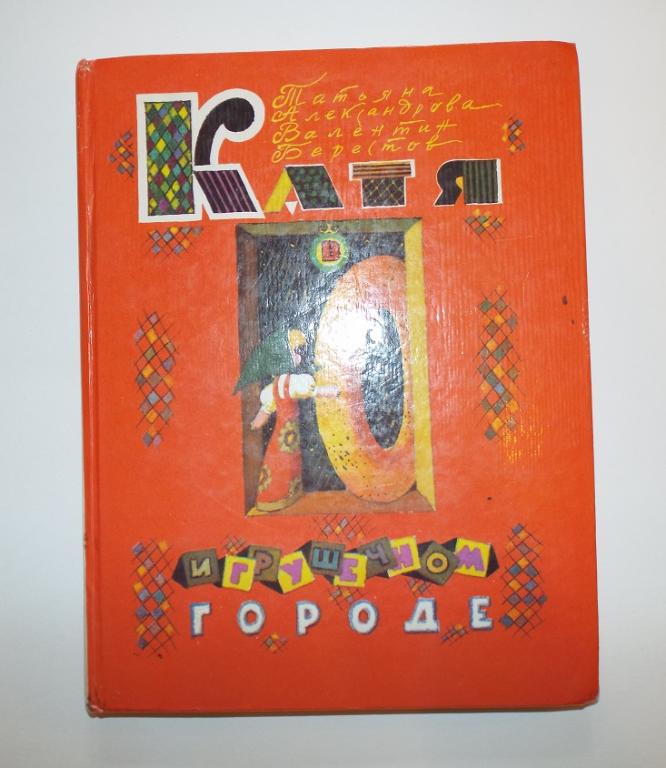 Татьяна
Александрова
Валентин
Берестов
Катя
В
ИГРУШЕЧНОМ
ГОРОДЕ